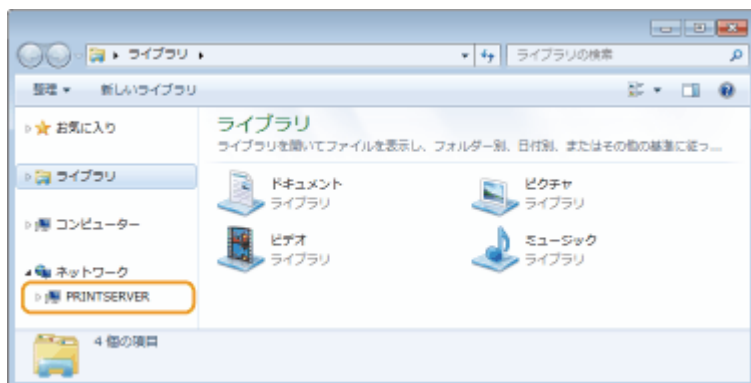 ライブラリ
ライブラリの検索
整理
新しいライブラリ
お気に入り
ライブラリ
コンピューター
ネットワーク
PRINTSERVER
ライブラリ
ライブラリを開いてファイルを表示し、フォルダー別、日付別、またはその他の基準に従っ...
ドキュメント
ライブラリ
ピクチャ
ライブラリ
ビデオ
ライブラリ
ミュージック
ライブラリ
4 個の項目